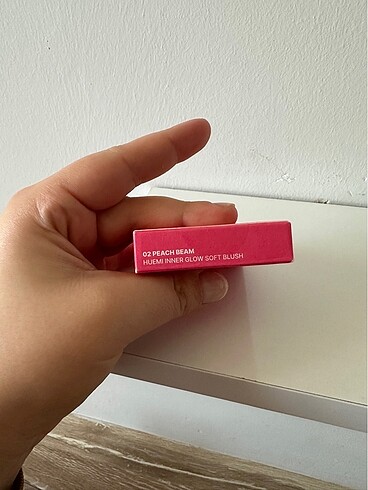 02 PEACH BEAM
HUEMI INNER GLOW SOFT BLUSH